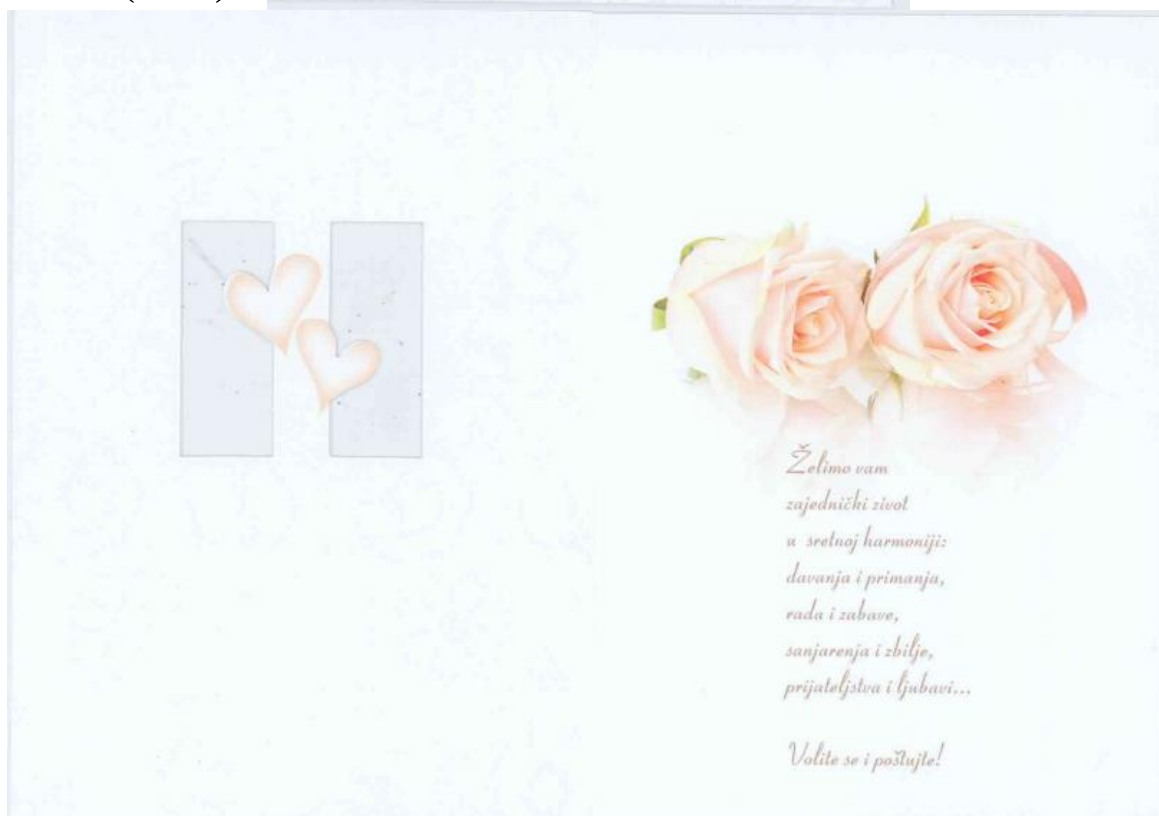 Želimo vam
zajednički život
u sretnoj harmoniji:
davanja i primanja,
rada i zabave,
sanjarenja i zbilje,
prijateljstva i ljubavi...
Volite se i poštujte!